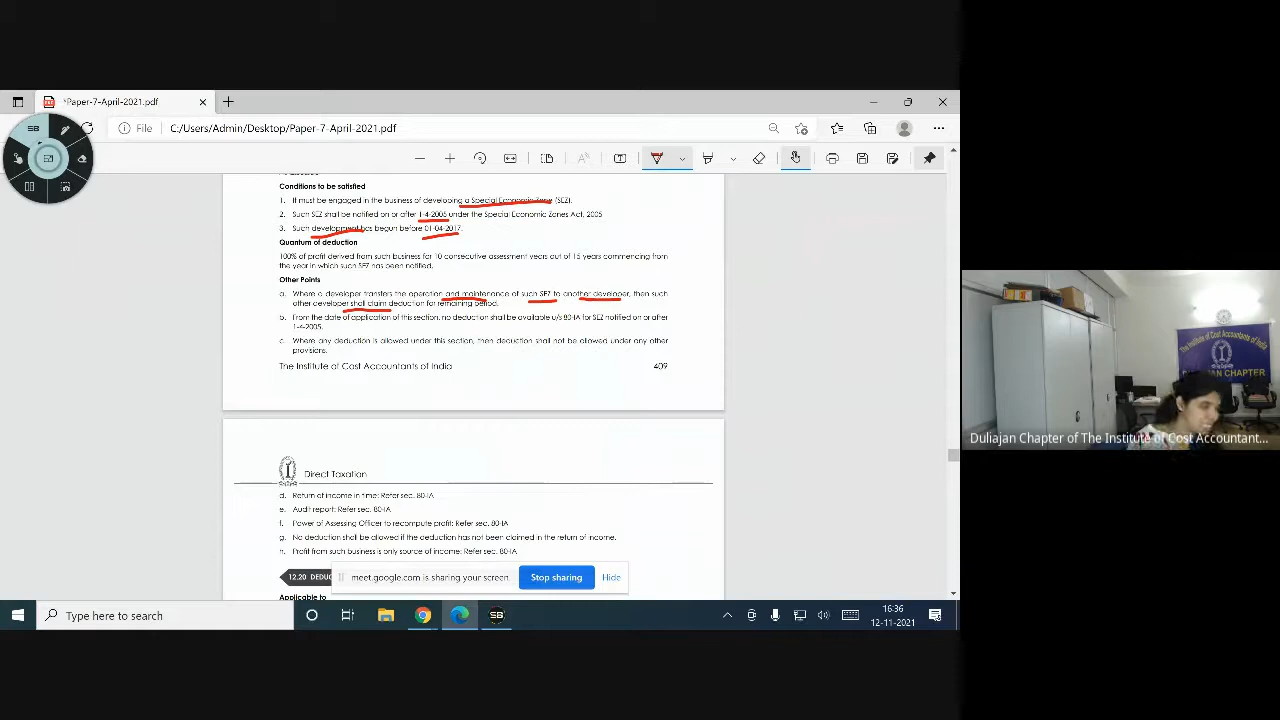 *Paper-7-April-2021.pdf
SB
File
C:/Users/Admin/Desktop/Paper-7-April-2021.pdf
Conditions to be satisfied
1. It must be engaged in the business of developing a Special Economic Zone (SEZ).
2. Such SEZ shall be notified on or after 1-4-2005 under the Special Economic Zones Act, 2005
3. Such development has begun before 01-04-2017.
Quantum of deduction
100% of profit derived from such business for 10 consecutive assessment years out of 15 years commencing from
the year in which such SEZ has been notified.
Other Points
a. Where a developer transfers the operation and maintenance of such SEZ to another developer, then such
other developer shall claim deduction for remaining period.
b. From the date of application of this section, no deduction shall be available u/s 80-IA for SEZ notified on or after
1-4-2005.
c. Where any deduction is allowed under this section, then deduction shall not be allowed under any other
provisions.
The Institute of Cost Accountants of India 409
Direct Taxation
d. Return of income in time: Refer sec. 80-IA
e. Audit report: Refer sec. 80-IA
f. Power of Assessing Officer to recompute profit: Refer sec. 80-IA
g. No deduction shall be allowed if the deduction has not been claimed in the return of income.
h. Profit from such business is only source of income: Refer sec. 80-IA
12.20 DEDUC
Applicable to
meet.google.com is sharing your screen.
Stop sharing
Hide
Type here to search
SB
16:36
12-11-2021
The Institute of Cost Accountants of India
CHAPTER
Duliajan Chapter of The Institute of Cost Accountant...